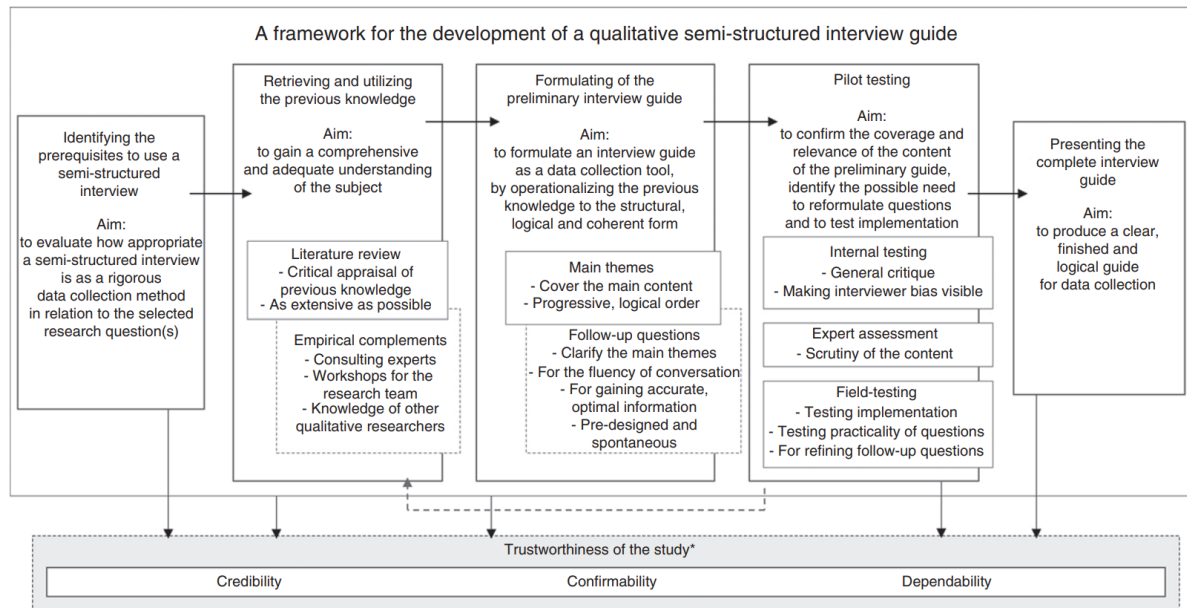 A framework for the development of a qualitative semi-structured interview guide
Identifying the
prerequisites to use a
semi-structured
interview
Aim:
to evaluate how appropriate
a semi-structured interview
is as a rigorous
data collection method
in relation to the selected
research question(s)
Retrieving and utilizing
the previous knowledge
Aim:
to gain a comprehensive
and adequate understanding
of the subject
Literature review
- Critical appraisal of
previous knowledge
- As extensive as possible
Empirical complements
- Consulting experts
- Workshops for the
research team
- Knowledge of other
qualitative researchers
Formulating of the
preliminary interview guide
Aim:
to formulate an interview guide
as a data collection tool,
by operationalizing the previous
knowledge to the structural,
logical and coherent form
Main themes
- Cover the main content
- Progressive, logical order
Follow-up questions
- Clarify the main themes
- For the fluency of conversation
- For gaining accurate,
optimal information
- Pre-designed and
spontaneous
Pilot testing
Aim:
to confirm the coverage and
relevance of the content
of the preliminary guide,
identify the possible need
to reformulate questions
and to test implementation
Internal testing
- General critique
- Making interviewer bias visible
Expert assessment
- Scrutiny of the content
Field-testing
- Testing implementation
- Testing practicality of questions
- For refining follow-up questions
Presenting the
complete interview
guide
Aim:
to produce a clear,
finished and
logical guide
for data collection
Trustworthiness of the study*
Credibility
Confirmability
Dependability